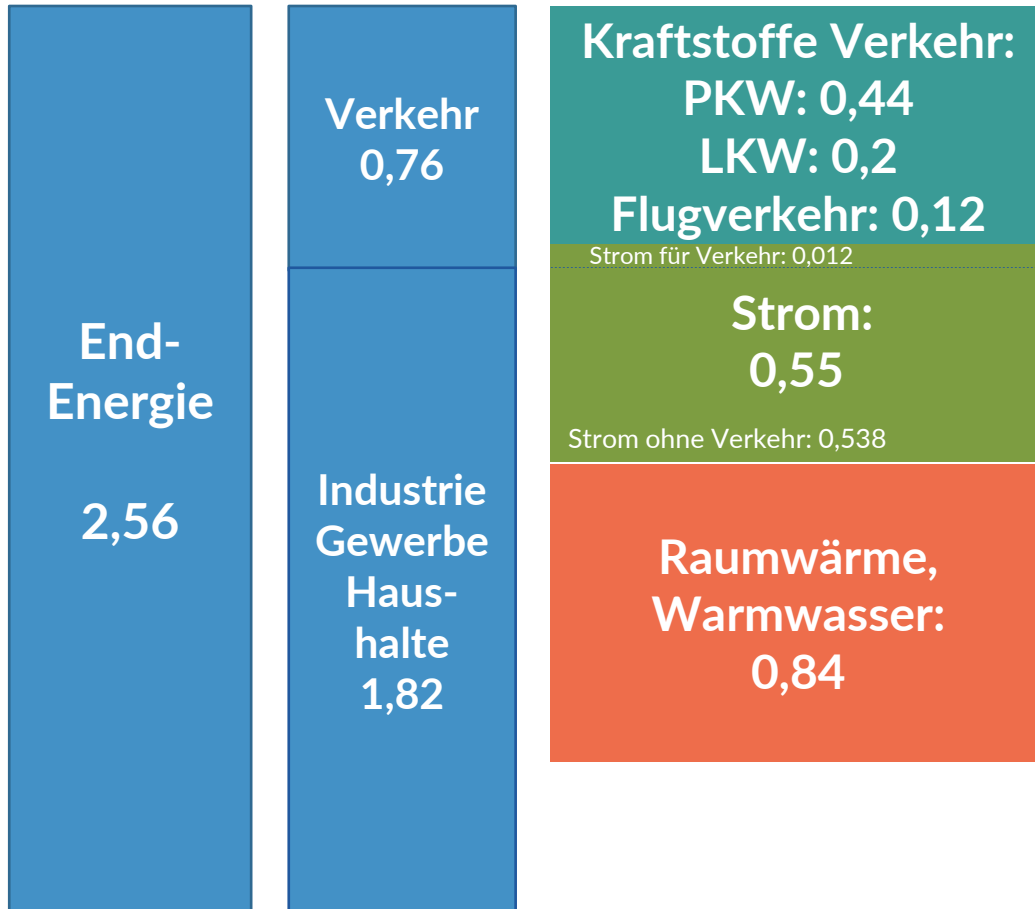 End-
Energie
2,56
Verkehr
0,76
Industrie
Gewerbe
Haus-
halte
1,82
Kraftstoffe Verkehr:
PKW: 0,44
LKW: 0,2
Flugverkehr: 0,12
Strom für Verkehr: 0,012
Strom:
0,55
Strom ohne Verkehr: 0,538
Raumwärme,
Warmwasser:
0,84